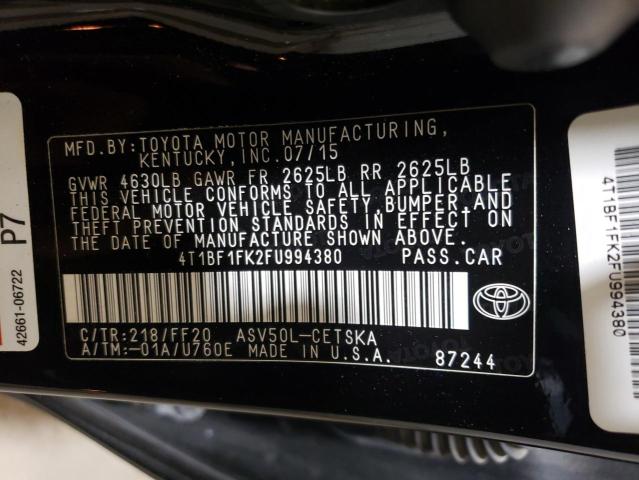 MFD.BY:TOYOTA MOTOR MANUFACTURING,
KENTUCKY,INC.07/15
GVWR 4630LB GAWR FR 2625LB RR 2625LB
THIS VEHICLE CONFORMS TO ALL APPLICABLE
FEDERAL MOTOR VEHICLE SAFETY,BUMPER,AND
THEFT PREVENTION STANDARDS IN EFFECT ON
THE DATE OF MANUFACTURE SHOWN ABOVE.
4T1BF1FK2FU994380 PASS.CAR
C/TR:218/FF20 ASV50L-CETSKA
A/TM:-01A/U760E MADE IN U.S.A.
87244
P7
42661-06722
4T1BF1FK2FU994380